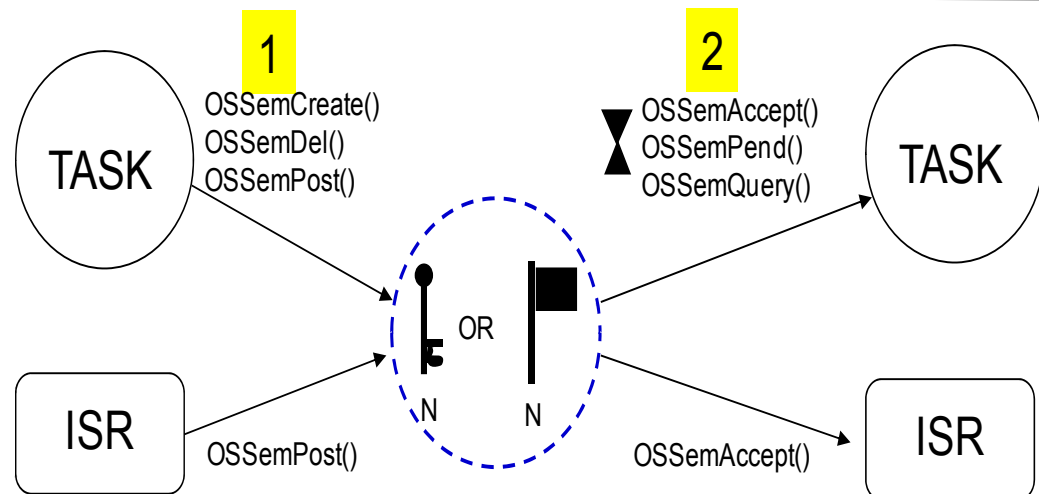 1
OSSemCreate()
OSSemDel()
OSSemPost()
2
OSSemAccept()
OSSemPend()
OSSemQuery()
TASK
TASK
OR
N
N
ISR
OSSemPost()
OSSemAccept()
ISR